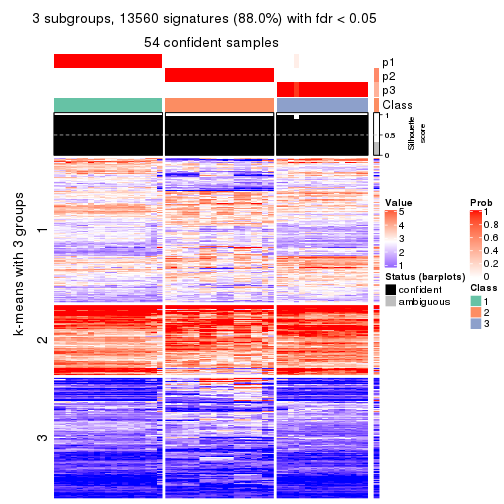 3 subgroups, 13560 signatures (88.0%) with fdr < 0.05
54 confident samples
p1
p2
p3
Class
1
0.5
0
Silhouette
score
k-means with 3 groups
1
2
3
Value
5
4
3
2
1
Status (barplots)
confident
ambiguous
Prob
1
0.8
0.6
0.4
0.2
0
Class
1
2
3